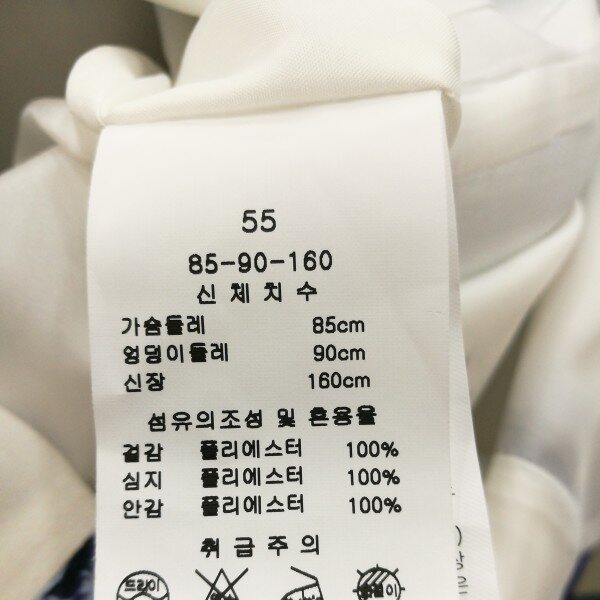 55
85-90-160
신체치수
가슴둘레 85cm
엉덩이둘레 90cm
신장 160cm
섬유의조성 및 혼용율
겉감 폴리에스터 100%
심지 폴리에스터 100%
안감 폴리에스터 100%
취급주의
드라이